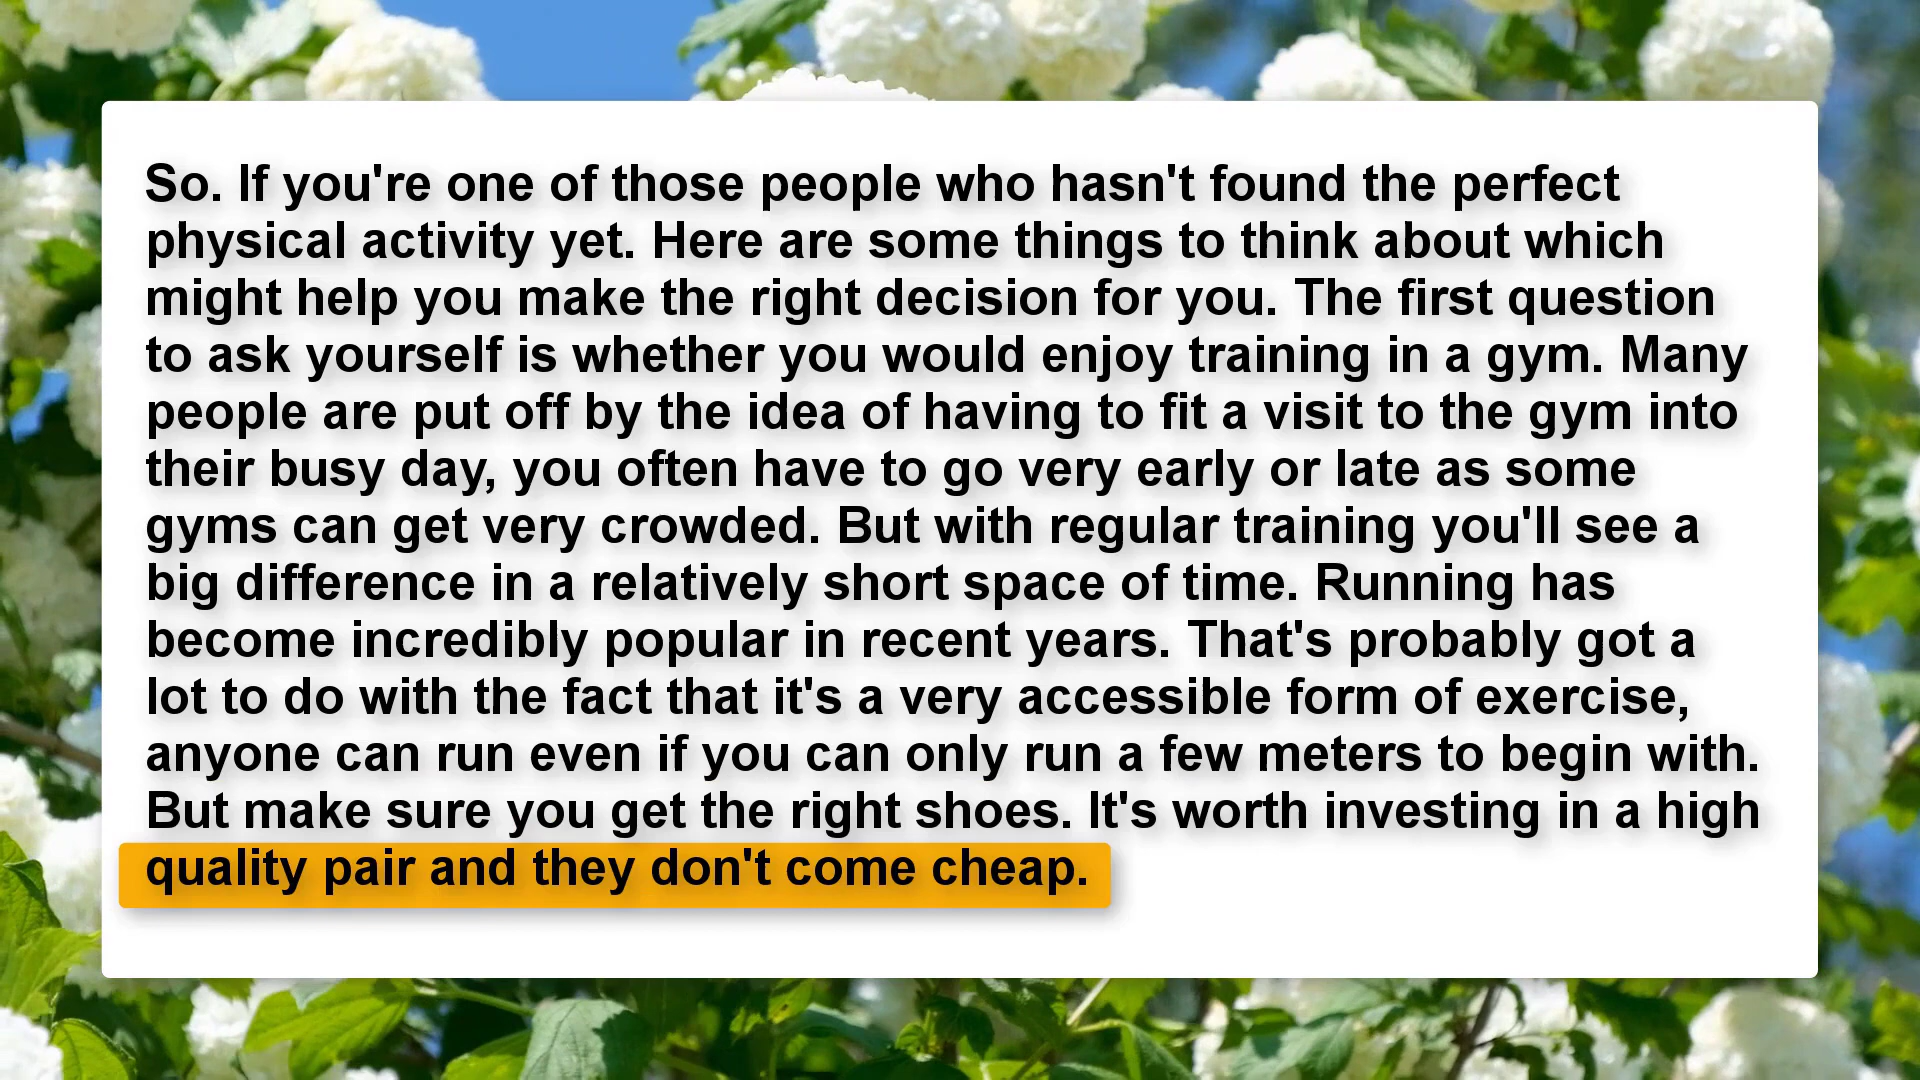 So. If you're one of those people who hasn't found the perfect
physical activity yet. Here are some things to think about which
might help you make the right decision for you. The first question
to ask yourself is whether you would enjoy training in a gym. Many
people are put off by the idea of having to fit a visit to the gym into
their busy day, you often have to go very early or late as some
gyms can get very crowded. But with regular training you'll see a
big difference in a relatively short space of time. Running has
become incredibly popular in recent years. That's probably got a
lot to do with the fact that it's a very accessible form of exercise,
anyone can run even if you can only run a few meters to begin with.
But make sure you get the right shoes. It's worth investing in a high
quality pair and they don't come cheap.